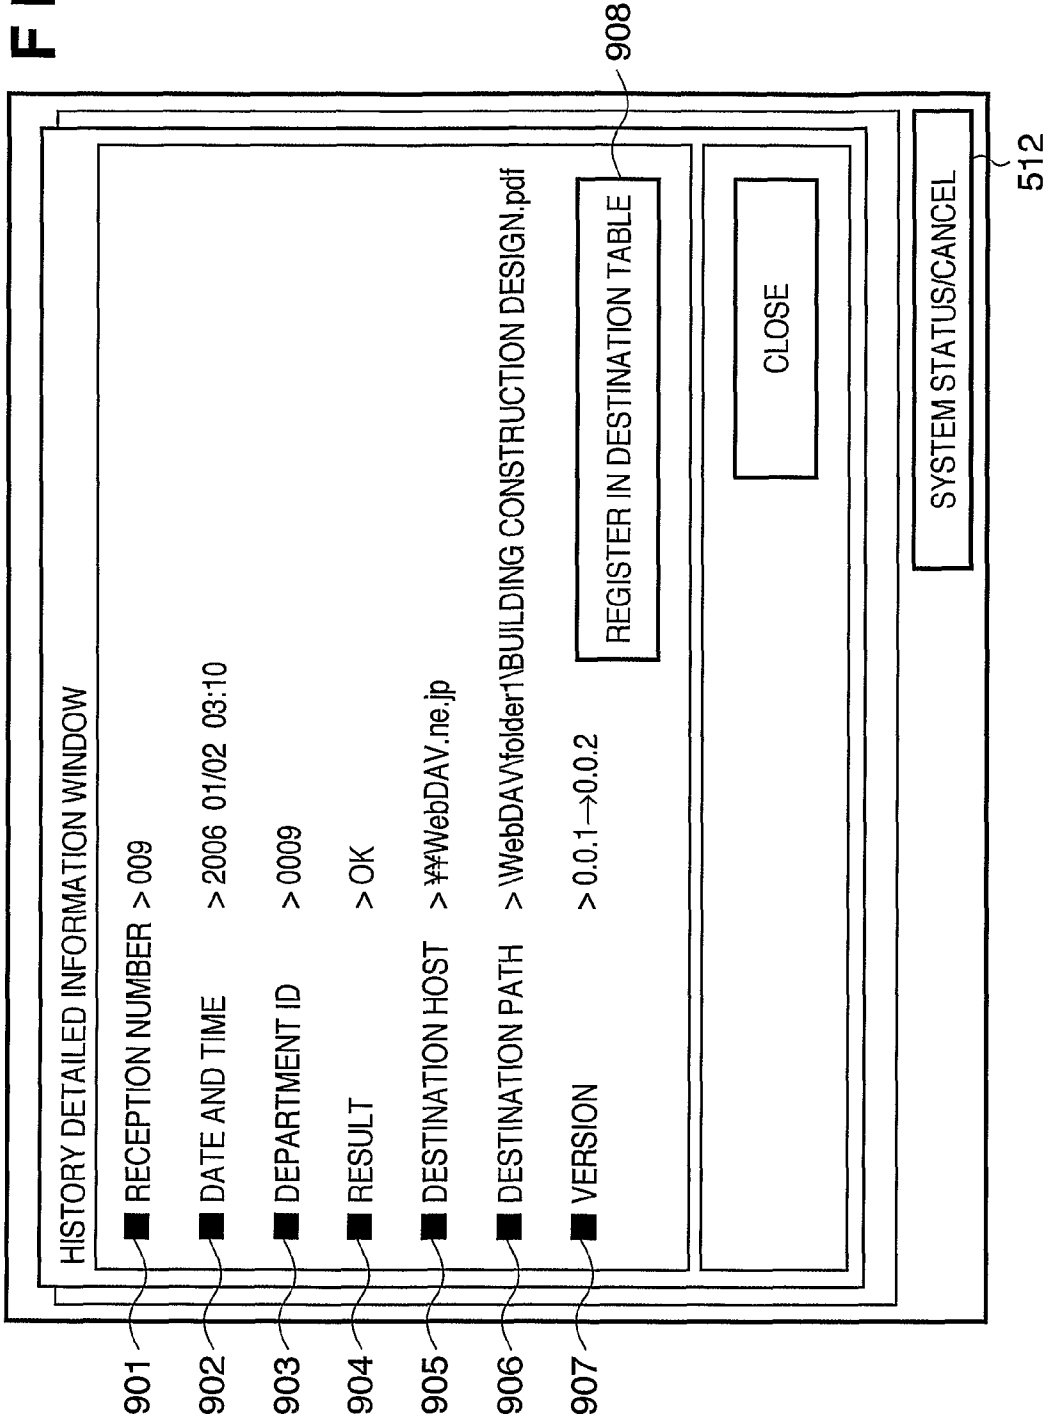 F
HISTORY DETAILED INFORMATION WINDOW
901 ■ RECEPTION NUMBER > 009
902 ■ DATE AND TIME > 2006 01/02 03:10
903 ■ DEPARTMENT ID > 0009
904 ■ RESULT > OK
905 ■ DESTINATION HOST > ¥¥WebDAV.ne.jp
906 ■ DESTINATION PATH > \WebDAV\folder1\BUILDING CONSTRUCTION DESIGN.pdf
907 ■ VERSION > 0.0.1→0.0.2
REGISTER IN DESTINATION TABLE 908
CLOSE
SYSTEM STATUS/CANCEL
512